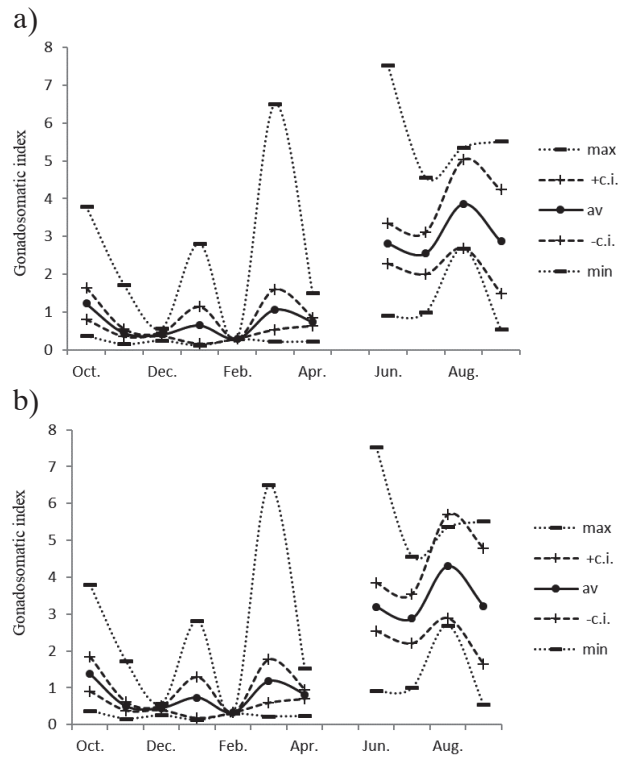 a)
8
7
6
5
4
3
2
1
0
Gonadosomatic index
Oct. Dec. Feb. Apr. Jun. Aug.
max
+c.i.
av
-c.i.
min
b)
8
7
6
5
4
3
2
1
0
Gonadosomatic index
Oct. Dec. Feb. Apr. Jun. Aug.
max
+c.i.
av
-c.i.
min